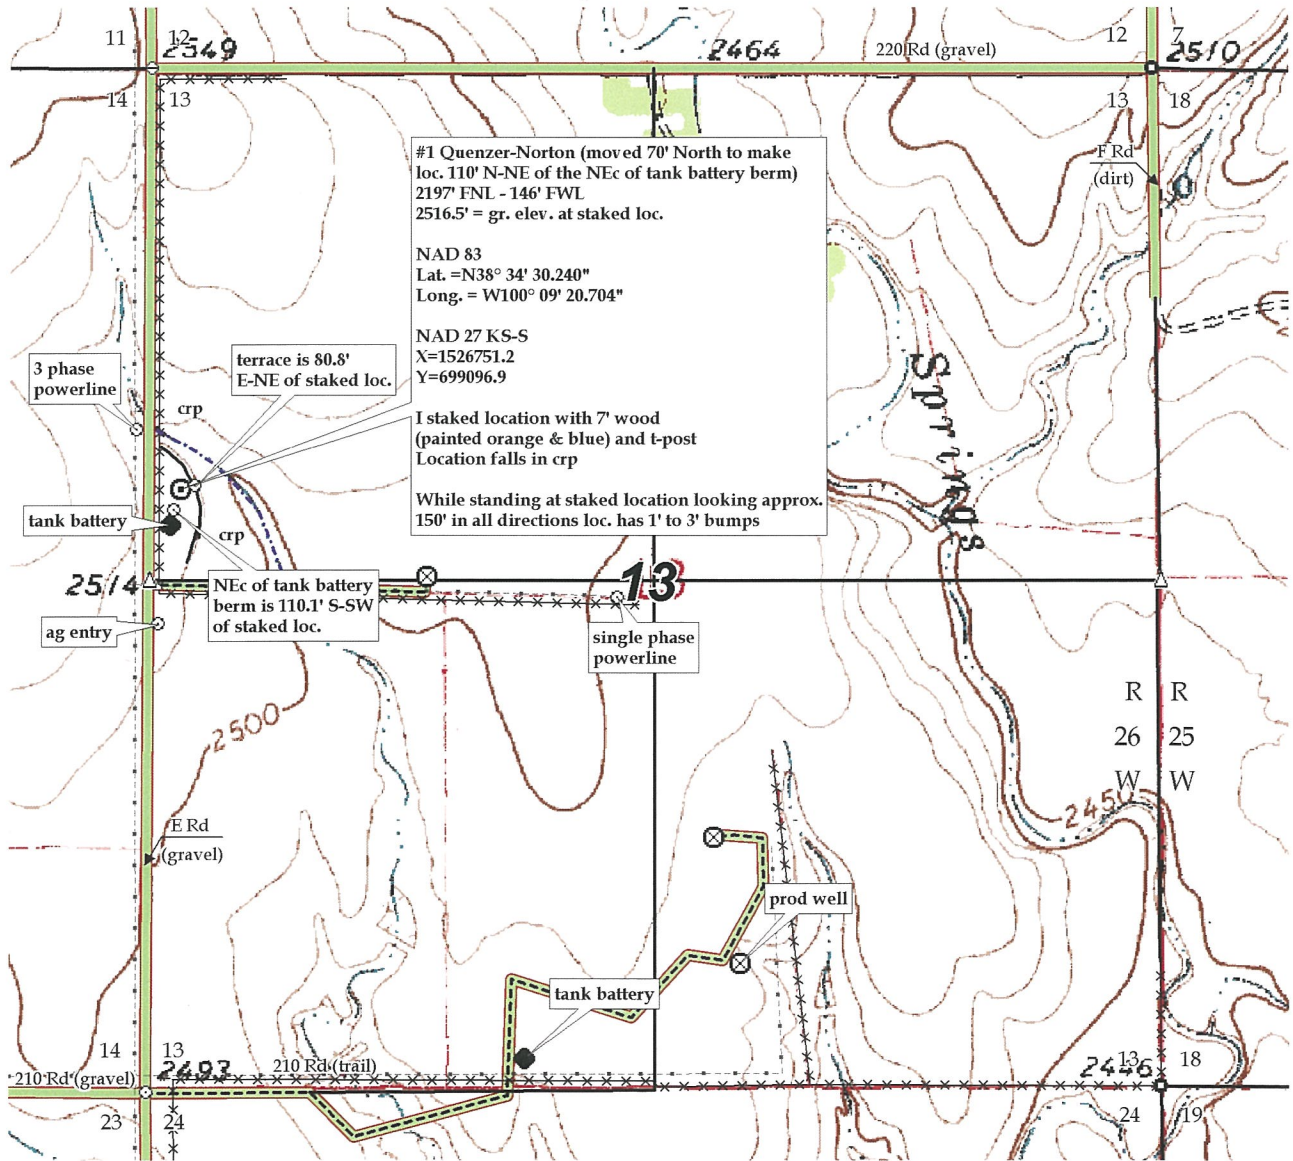 11
12
2549
2464
220 Rd (gravel)
12
7
2510
14
13
13
18
#1 Quenzer-Norton (moved 70' North to make
loc. 110' N-NE of the NEc of tank battery berm)
2197' FNL - 146' FWL
2516.5' = gr. elev. at staked loc.
NAD 83
Lat. =N38° 34' 30.240"
Long. = W100° 09' 20.704"
NAD 27 KS-S
X=1526751.2
Y=699096.9
I staked location with 7' wood
(painted orange & blue) and t-post
Location falls in crp
While standing at staked location looking approx.
150' in all directions loc. has 1' to 3' bumps
F Rd
(dirt)
terrace is 80.8'
E-NE of staked loc.
3 phase
powerline
crp
Springs
tank battery
crp
2514
NEc of tank battery
berm is 110.1' S-SW
of staked loc.
13
ag entry
single phase
powerline
R
R
26
25
W
W
2500
2450
E Rd
(gravel)
prod well
tank battery
14
13
2493
210 Rd (gravel)
210 Rd (trail)
13
18
2446
23
24
24
19